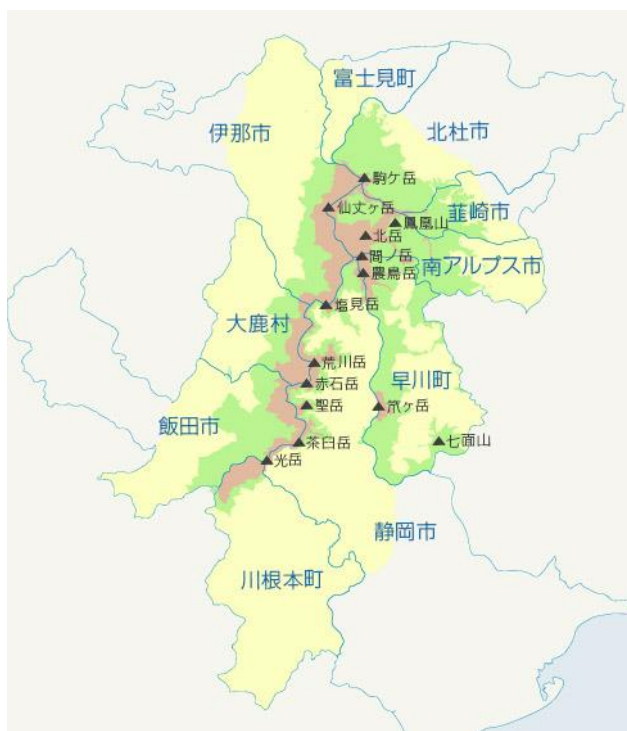 富士見町
伊那市
北杜市
駒ケ岳
仙丈ヶ岳
韮崎市
鳳凰山
北岳
間ノ岳
南アルプス市
農鳥岳
塩見岳
大鹿村
荒川岳
赤石岳
早川町
聖岳
笊ヶ岳
飯田市
茶臼岳
七面山
光岳
静岡市
川根本町